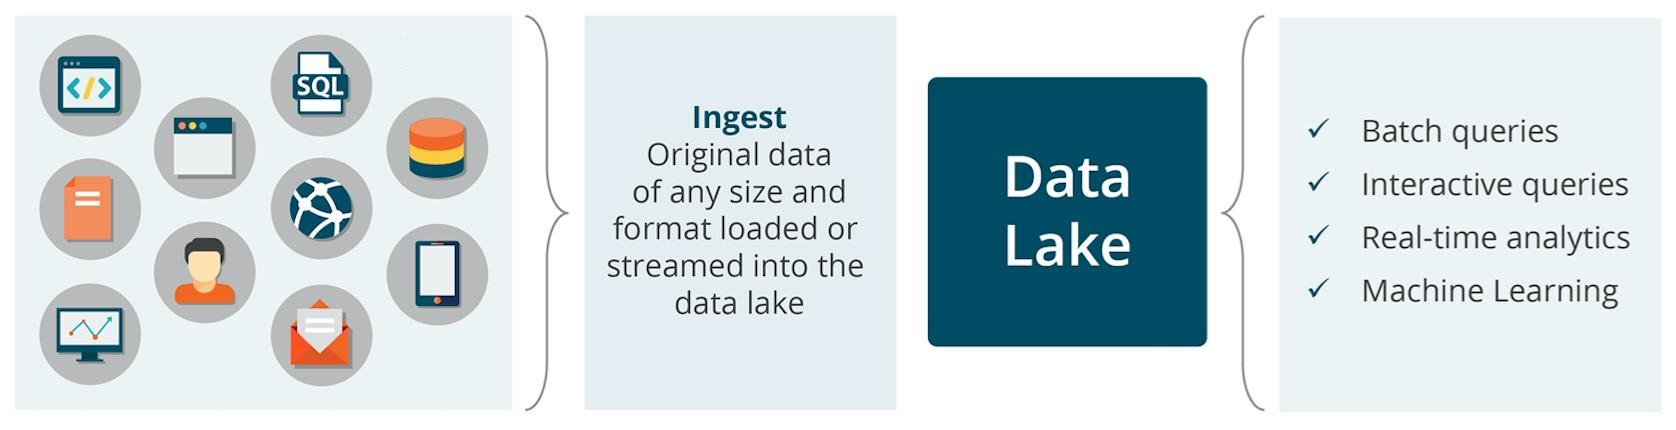 </>
SQL
Ingest
Original data
of any size and
format loaded or
streamed into the
data lake
Data
Lake
Batch queries
Interactive queries
Real-time analytics
Machine Learning